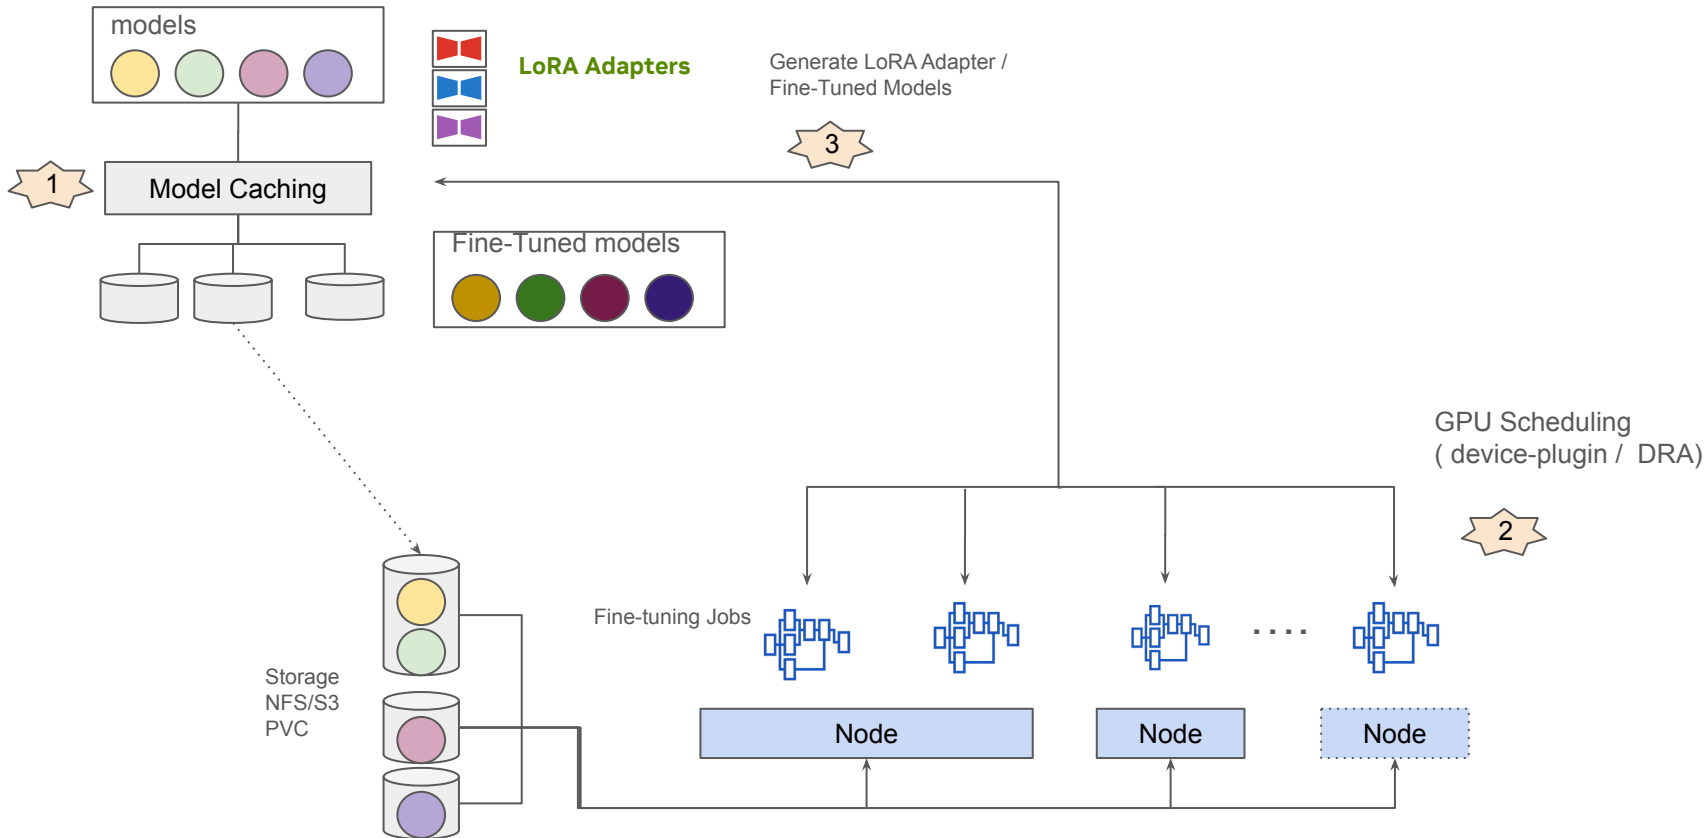 models
LoRA Adapters
Generate LoRA Adapter /
Fine-Tuned Models
3
1
Model Caching
Fine-Tuned models
GPU Scheduling
( device-plugin / DRA)
2
Fine-tuning Jobs
....
Storage
NFS/S3
PVC
Node
Node
Node